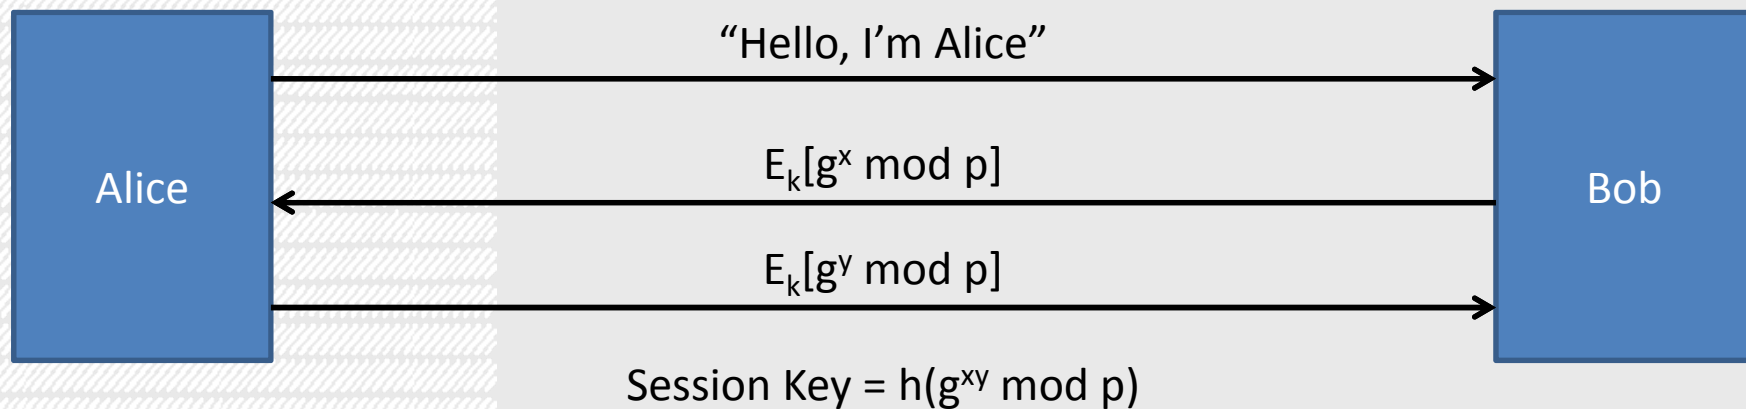 “Hello, I’m Alice”
E_k[g^x mod p]
Alice
Bob
E_k[g^y mod p]
Session Key = h(g^xy mod p)